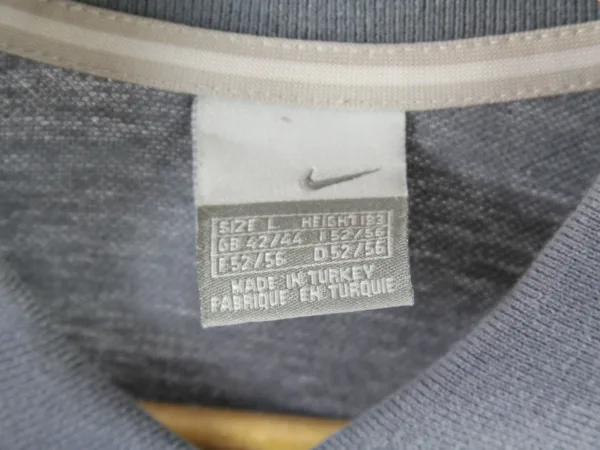 SIZE L HEIGHT 183
GB 42/44 I 52/56
F 52/56 D 52/56
MADE IN TURKEY
FABRIQUE EN TURQUIE